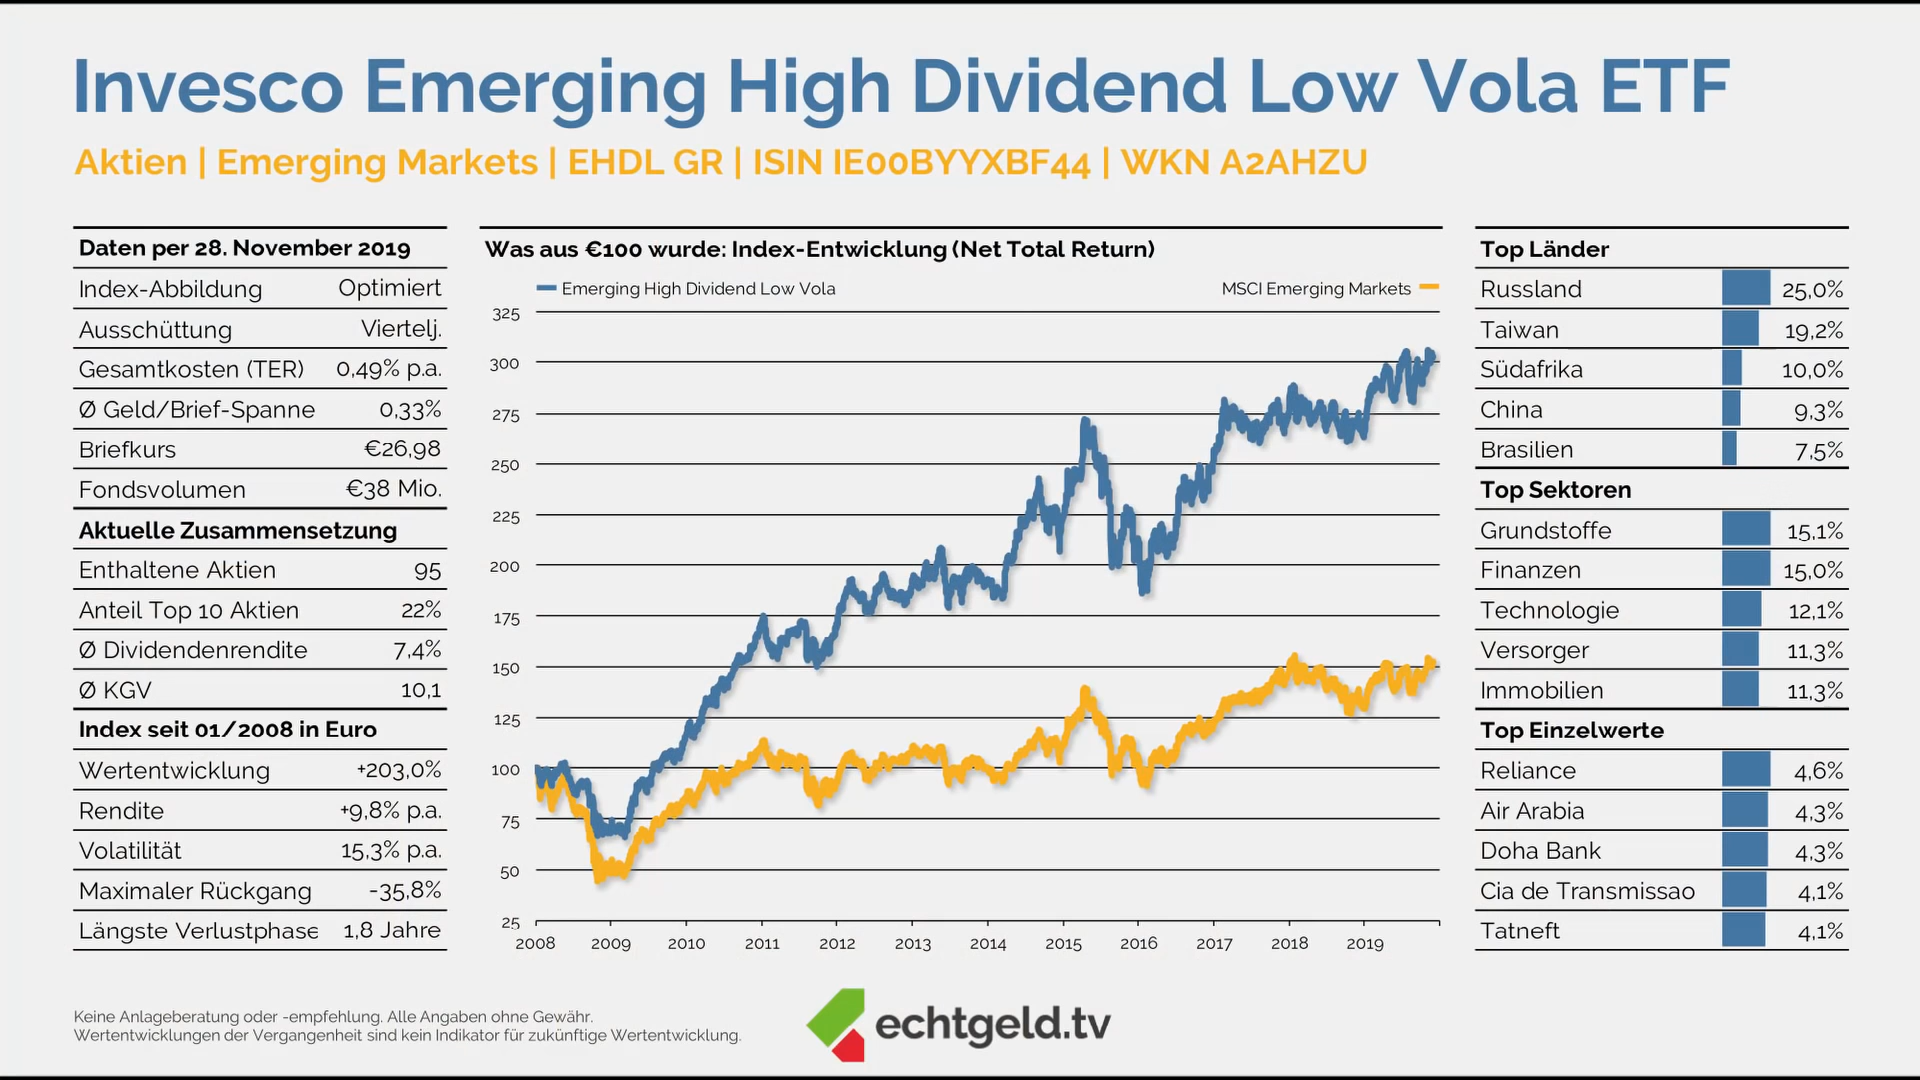 Invesco Emerging High Dividend Low Vola ETF
Aktien | Emerging Markets | EHDL GR | ISIN IE00BYYXBF44 | WKN A2AHZU
Daten per 28. November 2019
Index-Abbildung Optimiert
Ausschüttung Viertelj.
Gesamtkosten (TER) 0,49% p.a.
Ø Geld/Brief-Spanne 0,33%
Briefkurs €26,98
Fondsvolumen €38 Mio.
Aktuelle Zusammensetzung
Enthaltene Aktien 95
Anteil Top 10 Aktien 22%
Ø Dividendenrendite 7,4%
Ø KGV 10,1
Index seit 01/2008 in Euro
Wertentwicklung +203,0%
Rendite +9,8% p.a.
Volatilität 15,3% p.a.
Maximaler Rückgang -35,8%
Längste Verlustphase 1,8 Jahre
Was aus €100 wurde: Index-Entwicklung (Net Total Return)
Emerging High Dividend Low Vola MSCI Emerging Markets
325
300
275
250
225
200
175
150
125
100
75
50
25
2008 2009 2010 2011 2012 2013 2014 2015 2016 2017 2018 2019
Top Länder
Russland 25,0%
Taiwan 19,2%
Südafrika 10,0%
China 9,3%
Brasilien 7,5%
Top Sektoren
Grundstoffe 15,1%
Finanzen 15,0%
Technologie 12,1%
Versorger 11,3%
Immobilien 11,3%
Top Einzelwerte
Reliance 4,6%
Air Arabia 4,3%
Doha Bank 4,3%
Cia de Transmissao 4,1%
Tatneft 4,1%
Keine Anlageberatung oder -empfehlung. Alle Angaben ohne Gewähr.
Wertentwicklungen der Vergangenheit sind kein Indikator für zukünftige Wertentwicklung.
echtgeld.tv